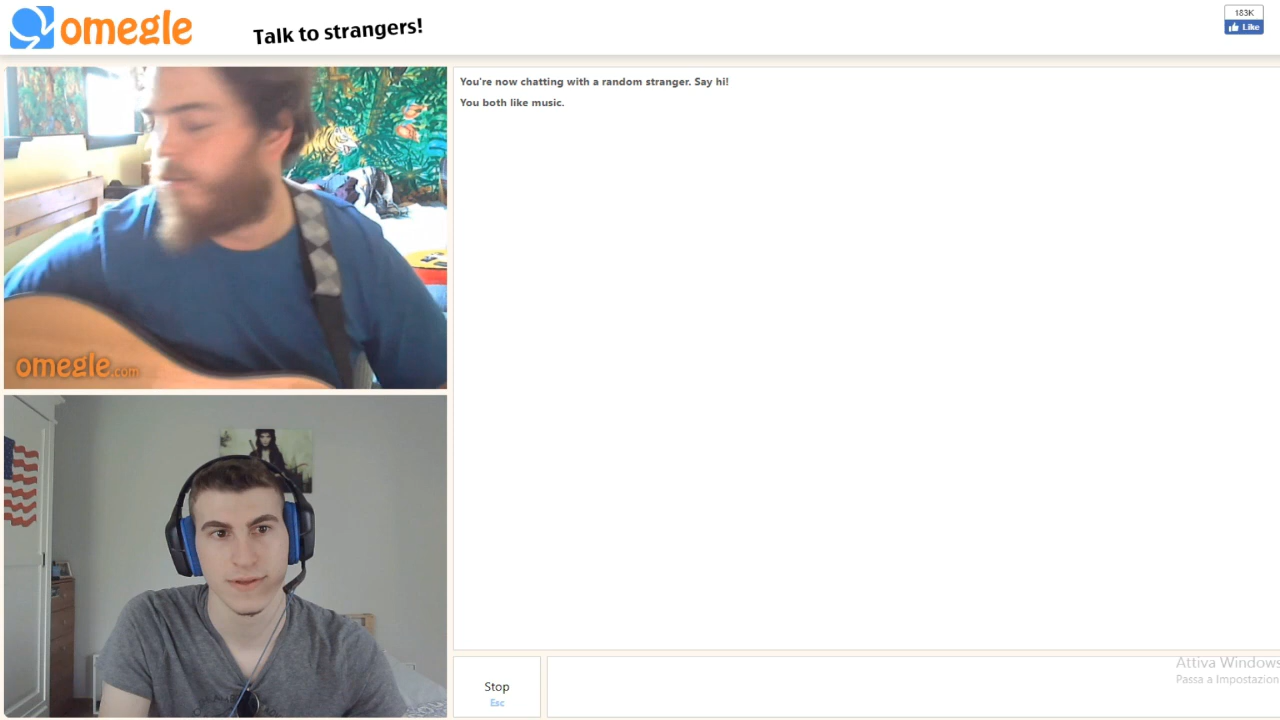 omegle
Talk to strangers!
183K
Like
You're now chatting with a random stranger. Say hi!
You both like music.
omegle.com
Stop
Esc
Attiva Windows
Passa a Impostazion